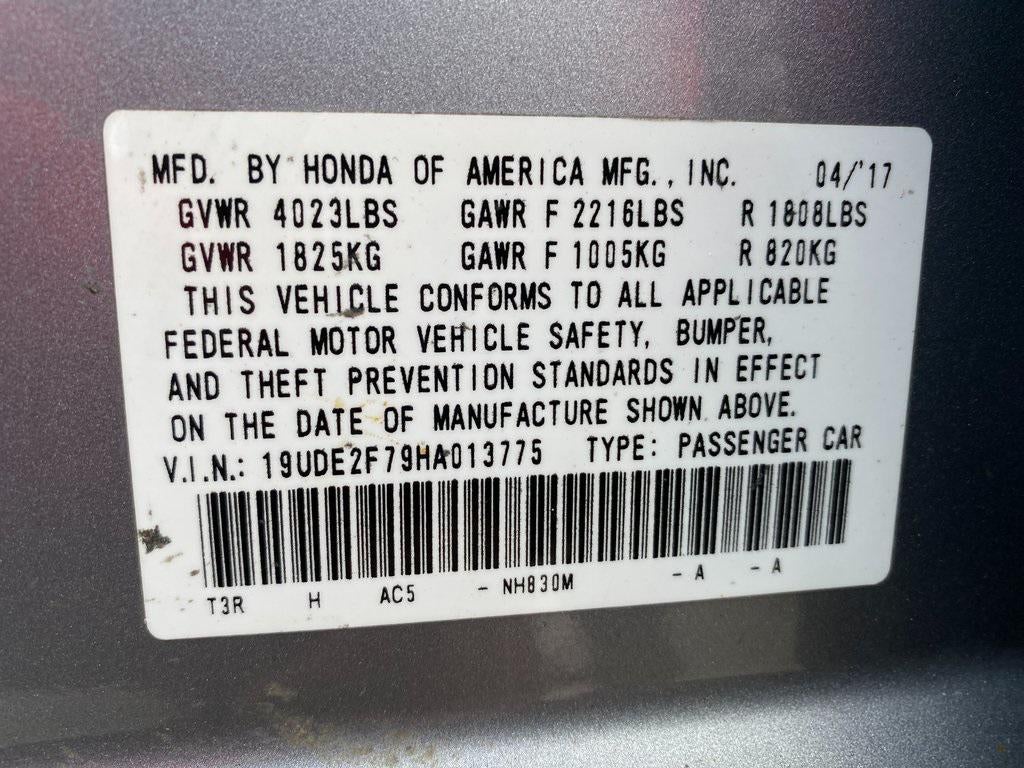 MFD. BY HONDA OF AMERICA MFG., INC. 04/'17
GVWR 4023LBS GAWR F 2216LBS R 1808LBS
GVWR 1825KG GAWR F 1005KG R 820KG
THIS VEHICLE CONFORMS TO ALL APPLICABLE
FEDERAL MOTOR VEHICLE SAFETY, BUMPER,
AND THEFT PREVENTION STANDARDS IN EFFECT
ON THE DATE OF MANUFACTURE SHOWN ABOVE.
V.I.N.: 19UDE2F79HA013775 TYPE: PASSENGER CAR
T3R H AC5 - NH830M - A - A